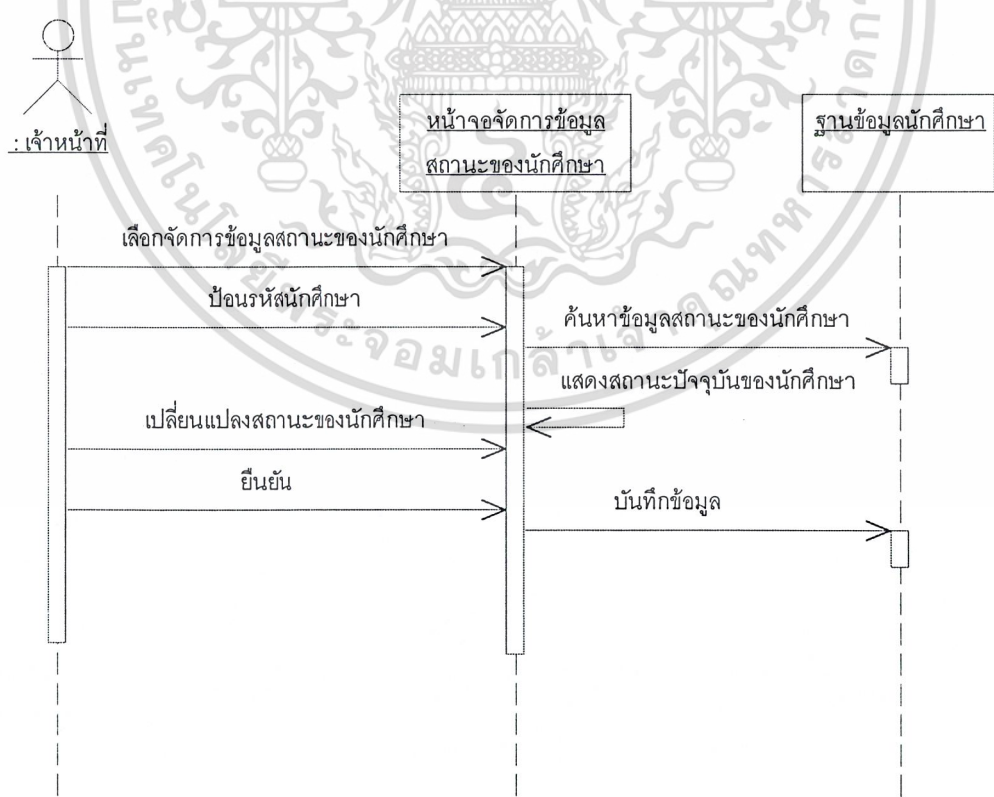 : เจ้าหน้าที่
หน้าจอจัดการข้อมูล
สถานะของนักศึกษา
ฐานข้อมูลนักศึกษา
เลือกจัดการข้อมูลสถานะของนักศึกษา
ป้อนรหัสนักศึกษา
ค้นหาข้อมูลสถานะของนักศึกษา
แสดงสถานะปัจจุบันของนักศึกษา
เปลี่ยนแปลงสถานะของนักศึกษา
ยืนยัน
บันทึกข้อมูล